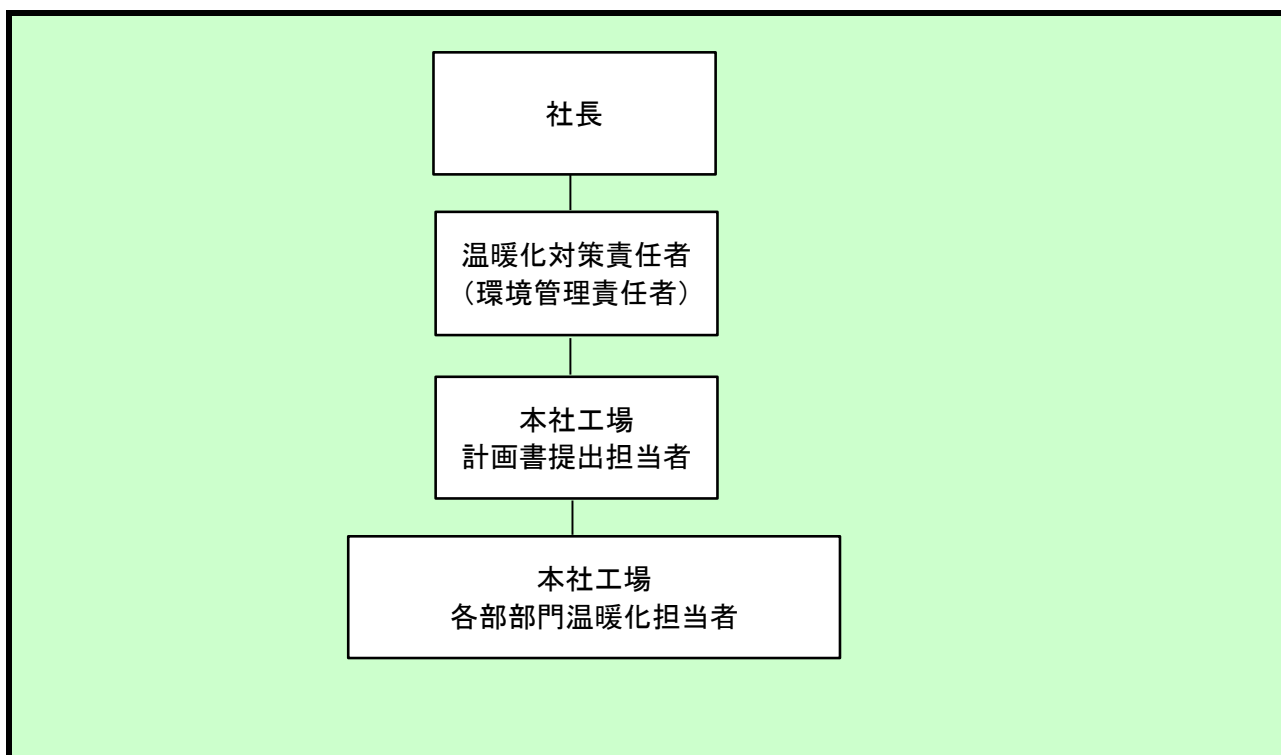 社長
温暖化対策責任者
（環境管理責任者）
本社工場
計画書提出担当者
本社工場
各部部門温暖化担当者